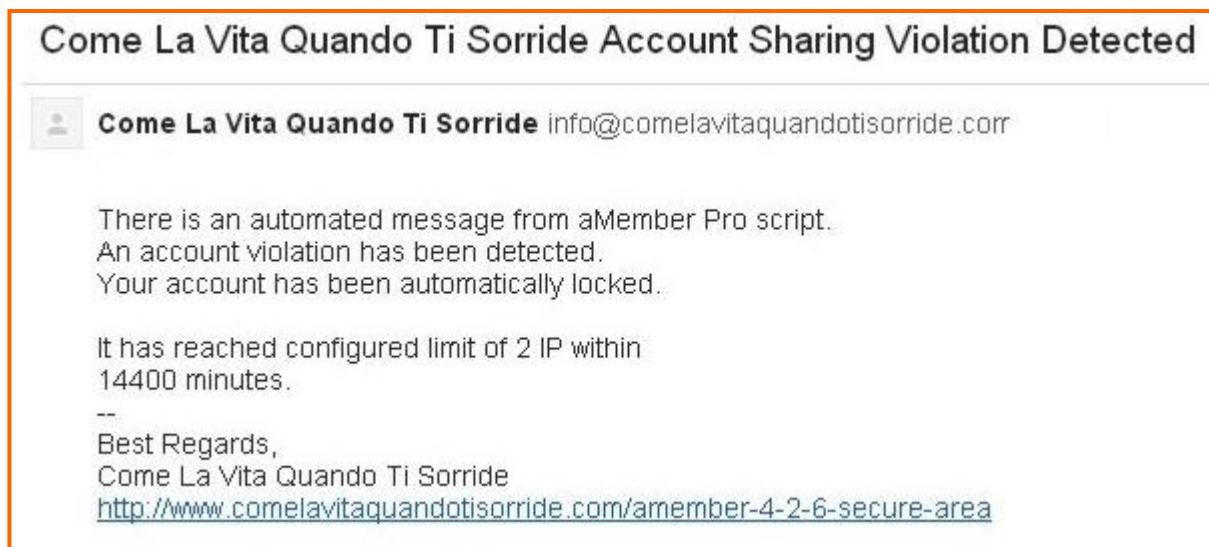 Come La Vita Quando Ti Sorride Account Sharing Violation Detected
Come La Vita Quando Ti Sorride info@comelavitaquandotisorride.com
There is an automated message from aMember Pro script.
An account violation has been detected.
Your account has been automatically locked.
It has reached configured limit of 2 IP within
14400 minutes.
--
Best Regards,
Come La Vita Quando Ti Sorride
http://www.comelavitaquandotisorride.com/amember-4-2-6-secure-area